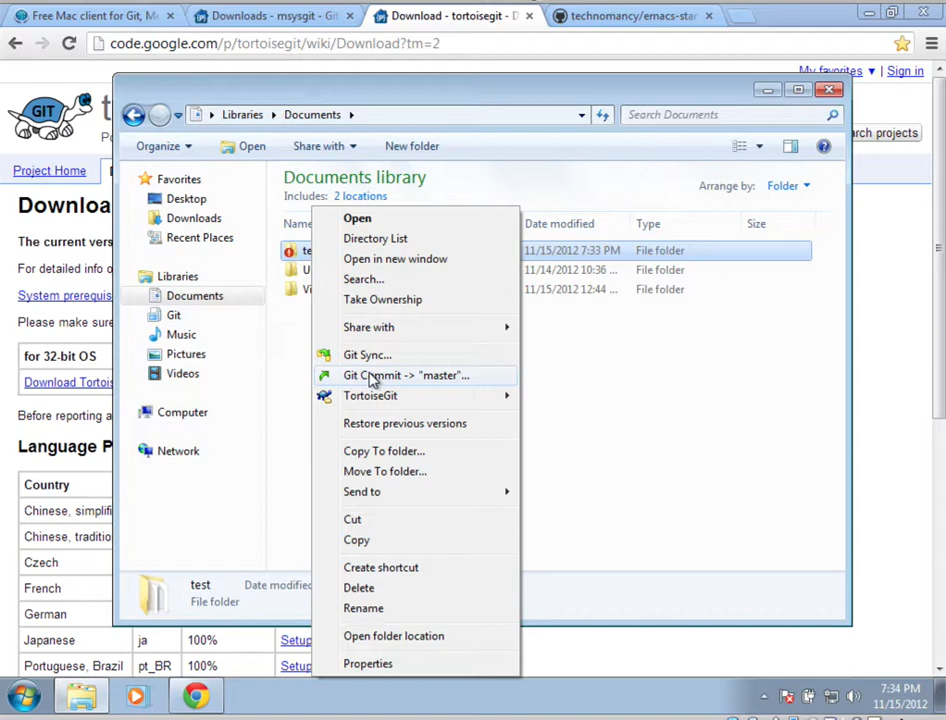 Free Mac client for Git, M
Downloads - msysgit - Git
Download - tortoisegit - D
technomancy/emacs-star
code.google.com/p/tortoisegit/wiki/Download?tm=2
My favorites ▼ | Sign in
GIT
Search projects
Project Home
Downloa
The current vers
For detailed info o
System prerequis
Please make sure
for 32-bit OS
Download Tortois
Before reporting a
Language P
Country
Chinese, simplifi
Chinese, traditio
Czech
French
German
Japanese ja 100% Setup
Portuguese, Brazil pt_BR 100% Setup
Libraries Documents
Search Documents
Organize Open Share with New folder
Favorites
Desktop
Downloads
Recent Places
Libraries
Documents
Git
Music
Pictures
Videos
Computer
Network
Documents library
Includes: 2 locations
Arrange by: Folder
Nam Date modified Type Size
te 11/15/2012 7:33 PM File folder
U 11/14/2012 10:36 ... File folder
Vi 11/15/2012 12:44 ... File folder
Open
Directory List
Open in new window
Search...
Take Ownership
Share with
Git Sync...
Git Commit -> "master"...
TortoiseGit
Restore previous versions
Copy To folder...
Move To folder...
Send to
Cut
Copy
Create shortcut
Delete
Rename
Open folder location
Properties
test Date modified
File folder
7:34 PM
11/15/2012